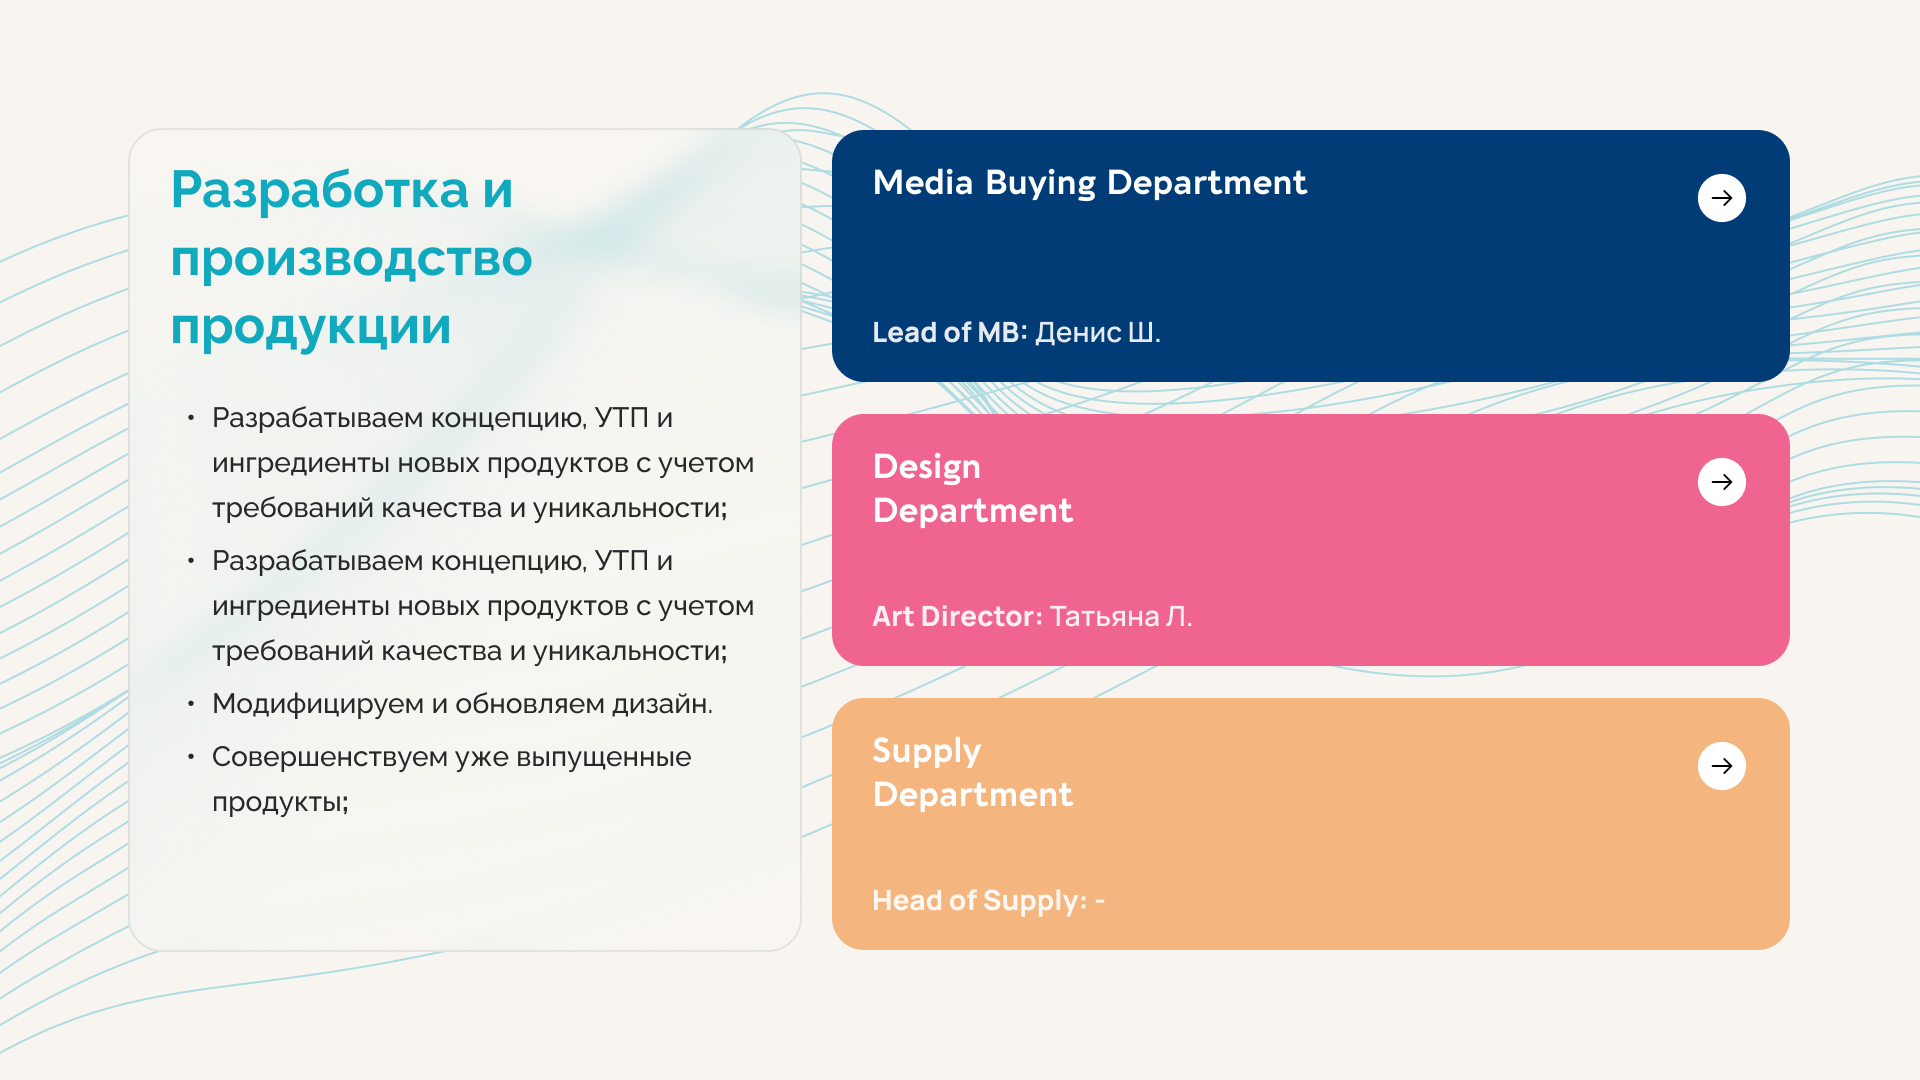 Разработка и
производство
продукции
• Разрабатываем концепцию, УТП и
ингредиенты новых продуктов с учетом
требований качества и уникальности;
• Разрабатываем концепцию, УТП и
ингредиенты новых продуктов с учетом
требований качества и уникальности;
• Модифицируем и обновляем дизайн.
• Совершенствуем уже выпущенные
продукты;
Media Buying Department
Lead of MB: Денис Ш.
Design
Department
Art Director: Татьяна Л.
Supply
Department
Head of Supply: -